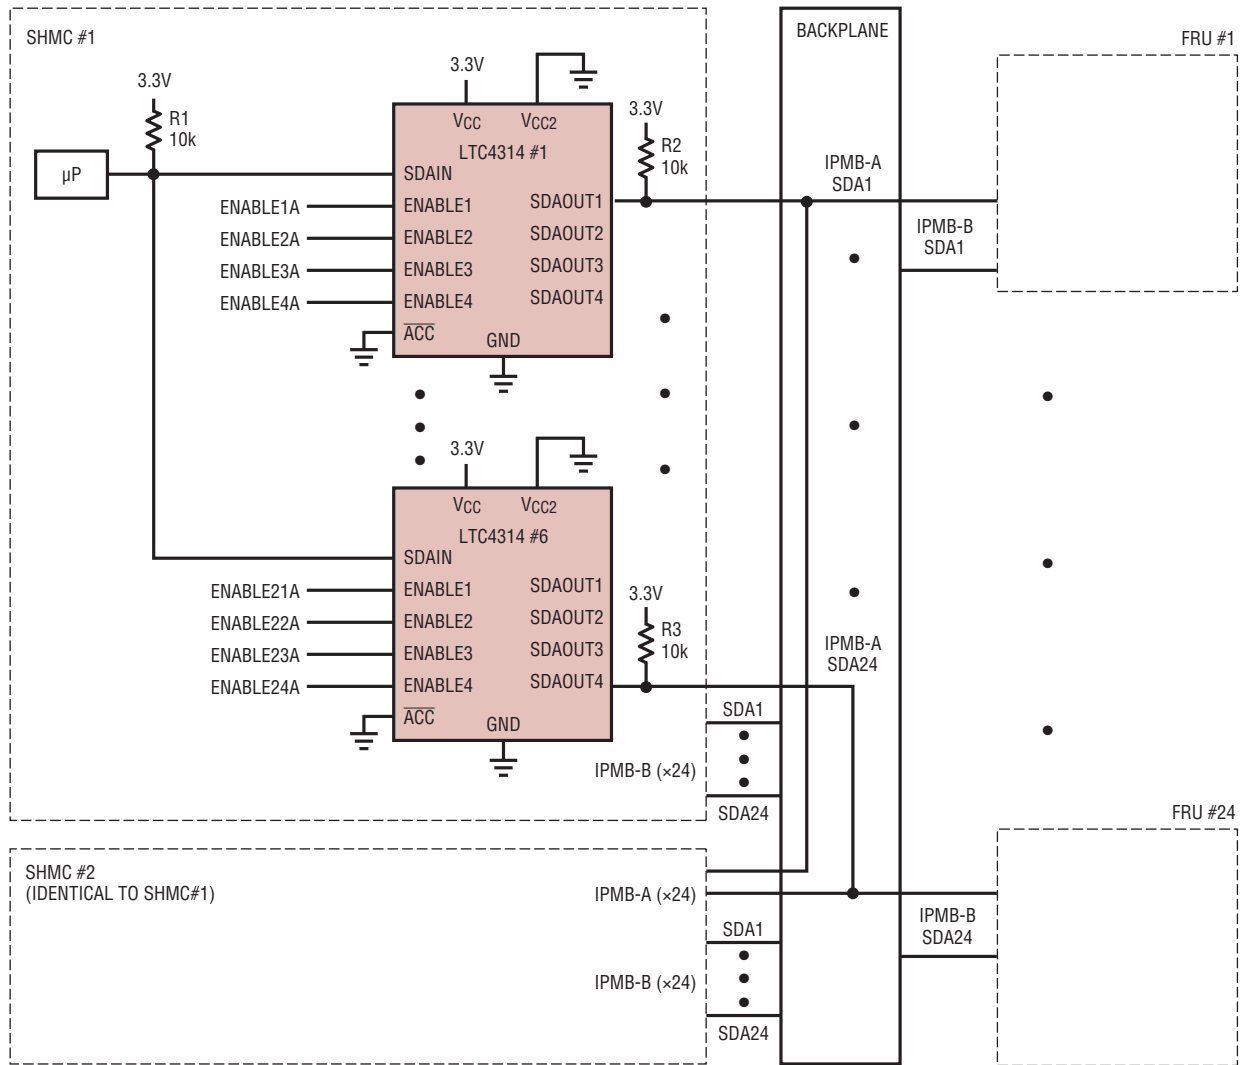 SHMC #1
3.3V
R1
10k
µP
3.3V
VCC
VCC2
LTC4314 #1
SDAIN
ENABLE1
ENABLE2
ENABLE3
ENABLE4
ACC
GND
SDAOUT1
SDAOUT2
SDAOUT3
SDAOUT4
ENABLE1A
ENABLE2A
ENABLE3A
ENABLE4A
3.3V
R2
10k
BACKPLANE
IPMB-A
SDA1
IPMB-B
SDA1
FRU #1
3.3V
VCC
VCC2
LTC4314 #6
SDAIN
ENABLE1
ENABLE2
ENABLE3
ENABLE4
ACC
GND
SDAOUT1
SDAOUT2
SDAOUT3
SDAOUT4
ENABLE21A
ENABLE22A
ENABLE23A
ENABLE24A
3.3V
R3
10k
IPMB-A
SDA24
SDA1
IPMB-B (×24)
SDA24
FRU #24
SHMC #2
(IDENTICAL TO SHMC#1)
IPMB-A (×24)
SDA1
IPMB-B (×24)
SDA24
IPMB-B
SDA24